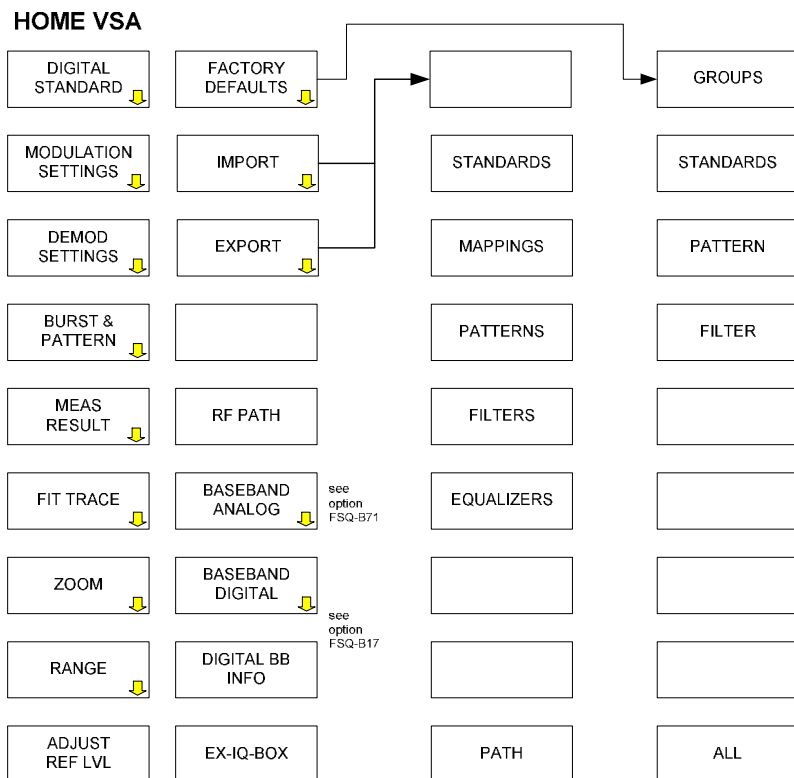 HOME VSA
DIGITAL
STANDARD
FACTORY
DEFAULTS
GROUPS
MODULATION
SETTINGS
IMPORT
STANDARDS
STANDARDS
DEMOD
SETTINGS
EXPORT
MAPPINGS
PATTERN
BURST &
PATTERN
PATTERNS
FILTER
MEAS
RESULT
RF PATH
FILTERS
FIT TRACE
BASEBAND
ANALOG
see
option
FSQ-B71
EQUALIZERS
ZOOM
BASEBAND
DIGITAL
see
option
FSQ-B17
RANGE
DIGITAL BB
INFO
ADJUST
REF LVL
EX-IQ-BOX
PATH
ALL